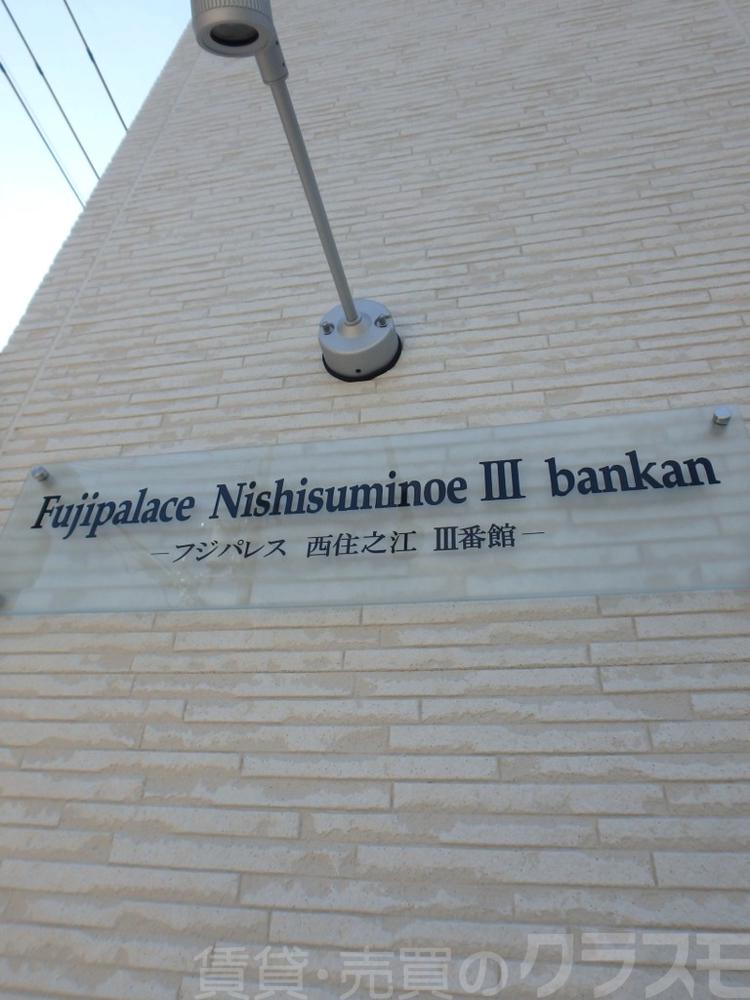 Fujipalace Nishisuminoe Ⅲ bankan
−フジパレス 西住之江 Ⅲ番館−
賃貸・売買のクラスモ